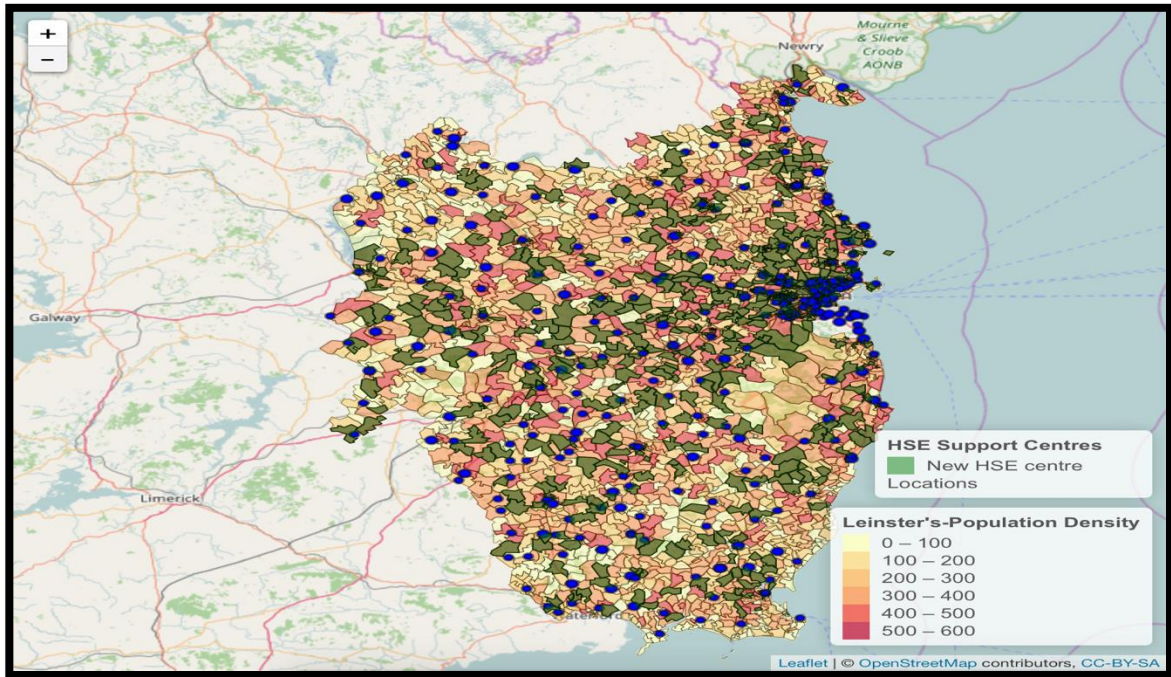 +
−
Mourne
& Slieve
Croob
AONB
Newry
Galway
Limerick
HSE Support Centres
New HSE centre
Locations
Leinster's-Population Density
0 – 100
100 – 200
200 – 300
300 – 400
400 – 500
500 – 600
Leaflet | © OpenStreetMap contributors, CC-BY-SA